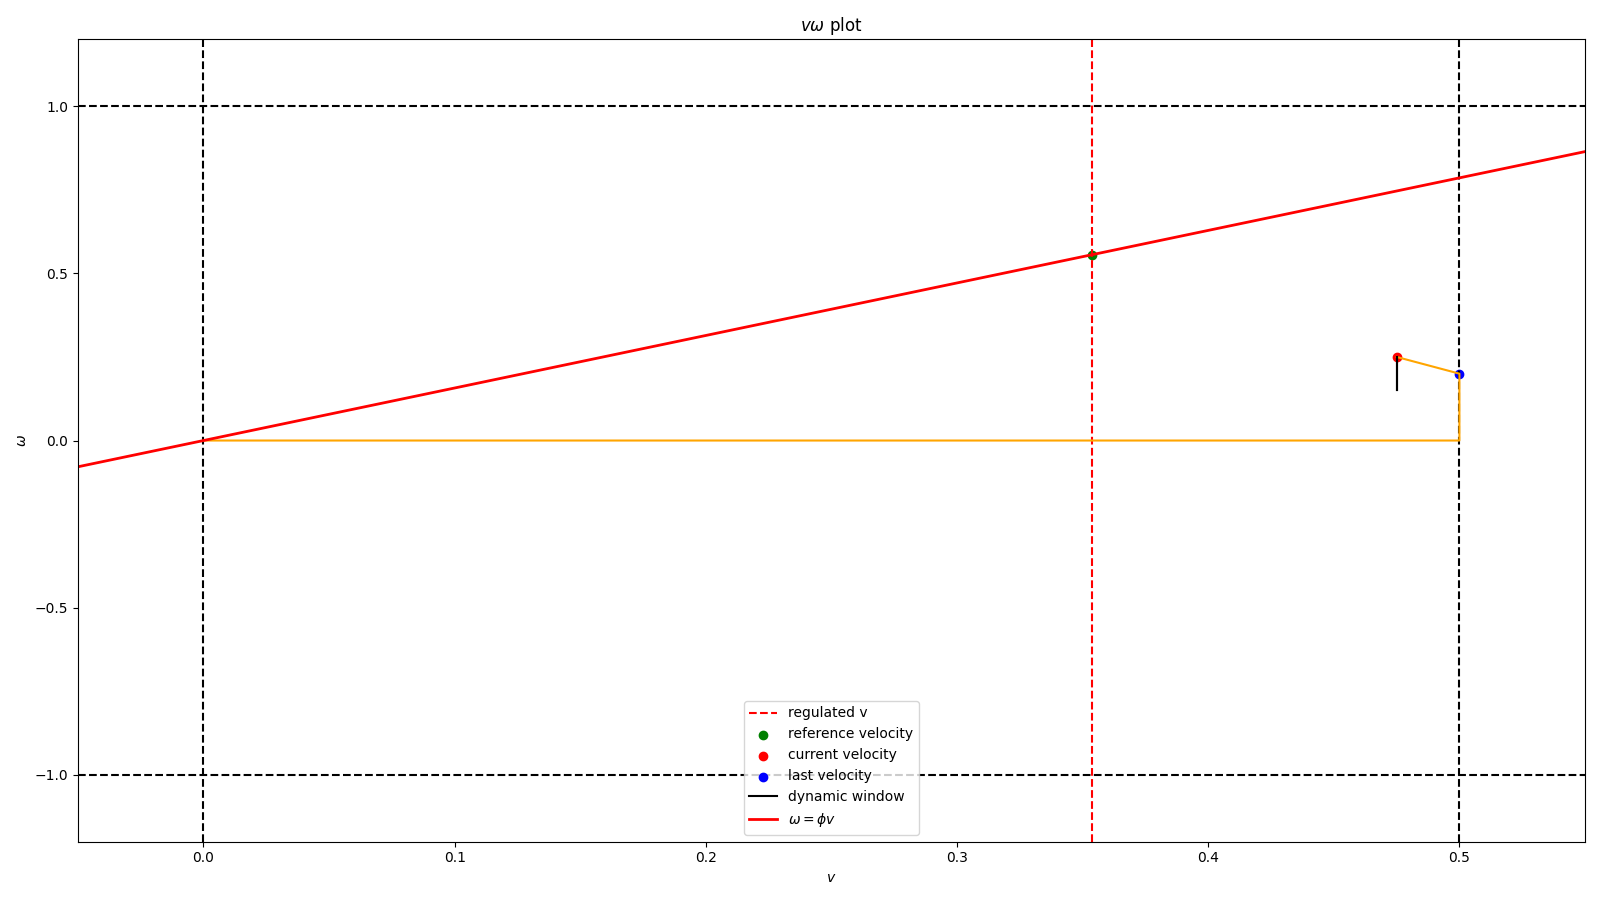 vω plot
1.0
0.5
0.0
−0.5
−1.0
ω
0.0
0.1
0.2
0.3
0.4
0.5
v
regulated v
reference velocity
current velocity
last velocity
dynamic window
ω = ϕv